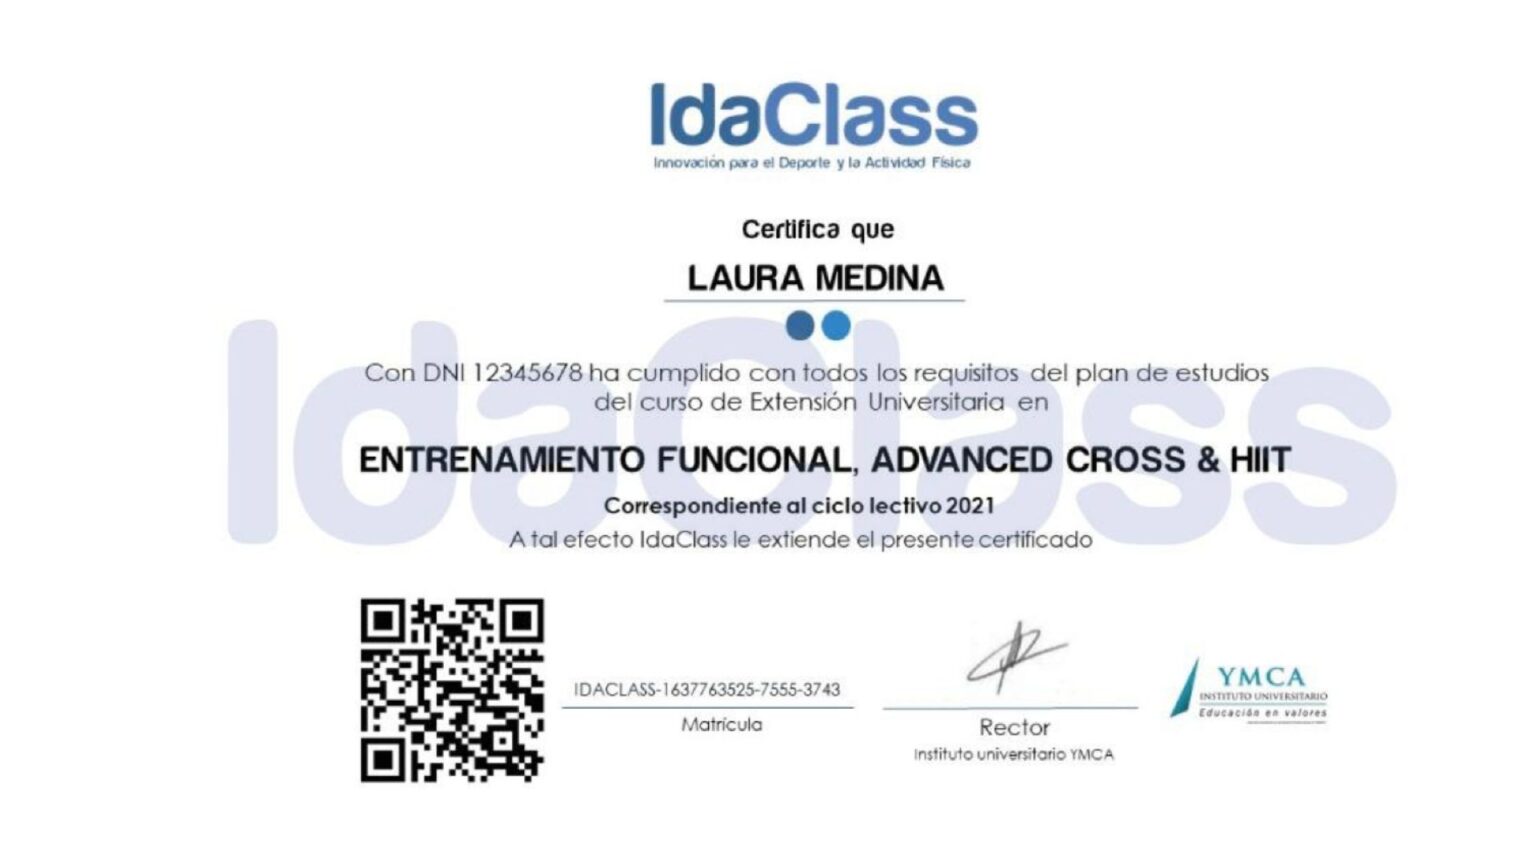 IdaClass
Innovación para el Deporte y la Actividad Física
Certifica que
LAURA MEDINA
Con DNI 12345678 ha cumplido con todos los requisitos del plan de estudios
del curso de Extensión Universitaria en
ENTRENAMIENTO FUNCIONAL, ADVANCED CROSS & HIIT
Correspondiente al ciclo lectivo 2021
A tal efecto IdaClass le extiende el presente certificado
IdaClass
IDACLASS-1637763525-7555-3743
Matrícula
Rector
Instituto universitario YMCA
YMCA
INSTITUTO UNIVERSITARIO
Educación en valores